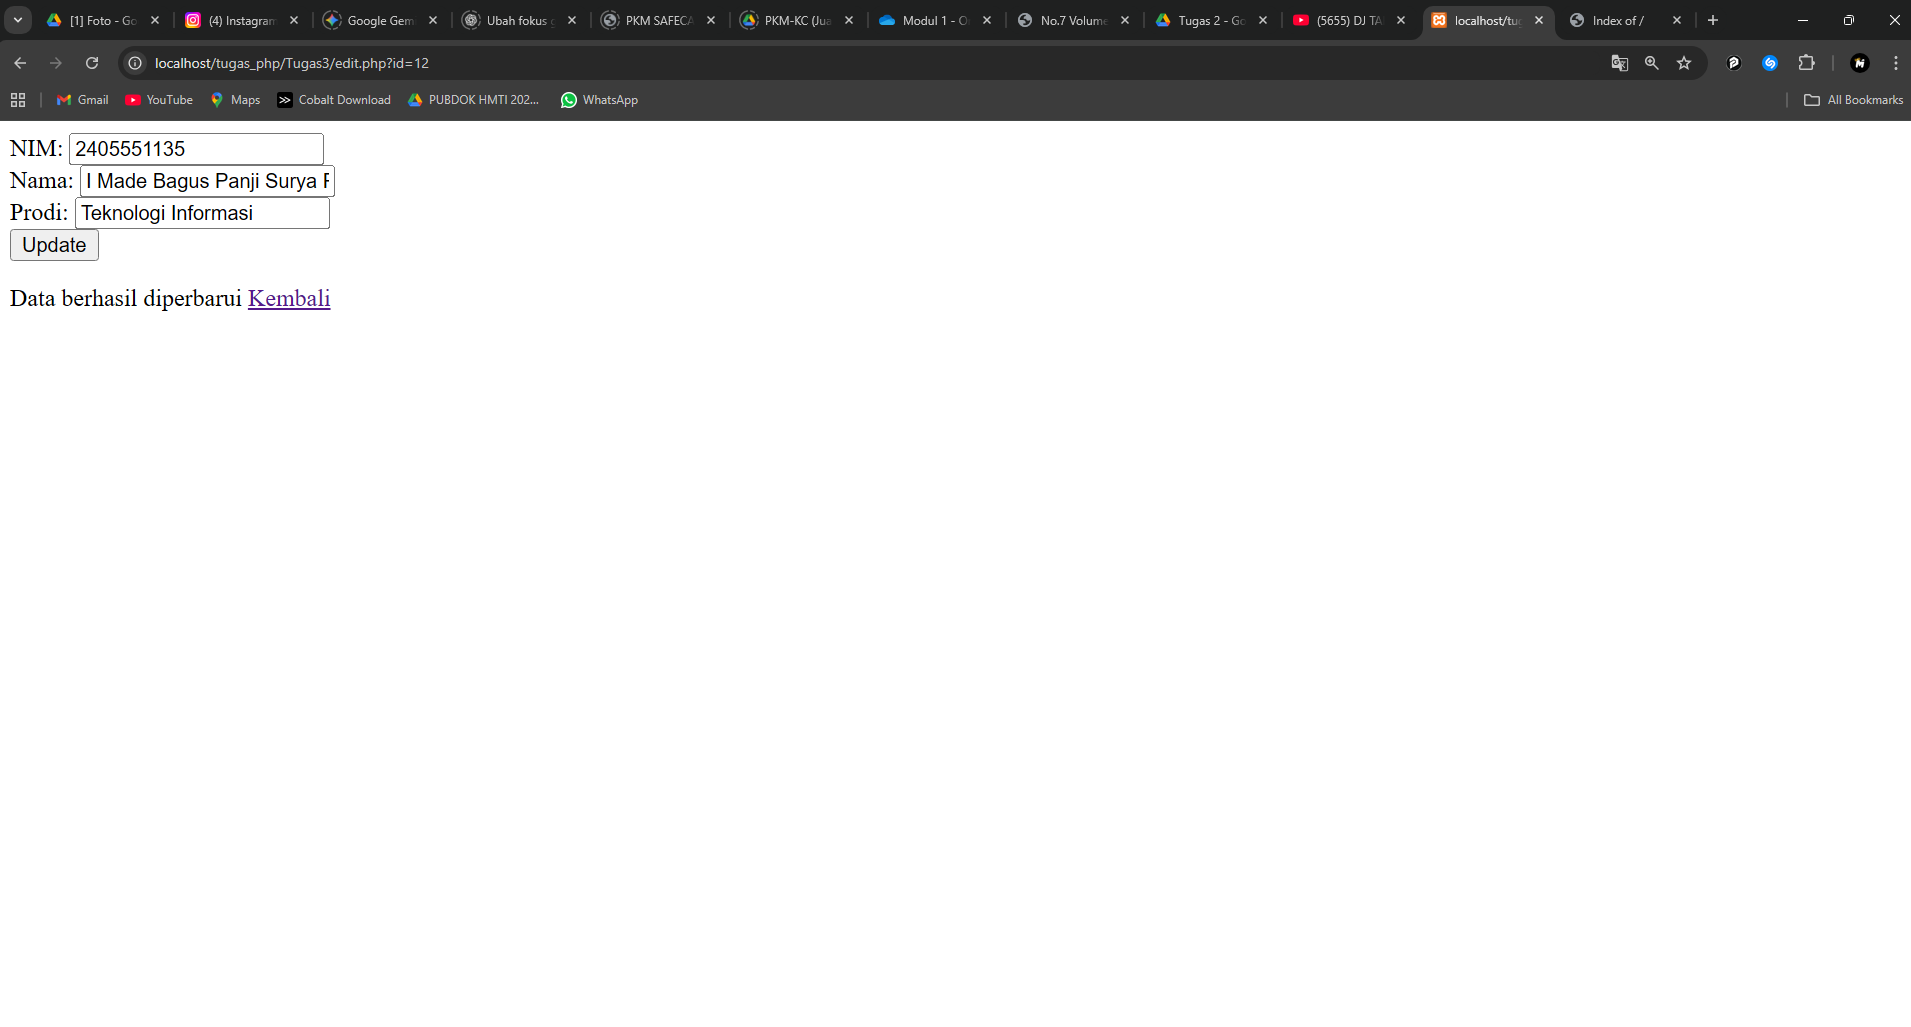 [1] Foto - Go
(4) Instagram
Google Gem
Ubah fokus
PKM SAFECA
PKM-KC (Jua
Modul 1 - O
No.7 Volume
Tugas 2 - Go
(5655) DJ TA
localhost/tug
Index of /
localhost/tugas_php/Tugas3/edit.php?id=12
Gmail
YouTube
Maps
Cobalt Download
PUBDOK HMTI 202...
WhatsApp
All Bookmarks
NIM: 2405551135
Nama: I Made Bagus Panji Surya
Prodi: Teknologi Informasi
Update
Data berhasil diperbarui Kembali